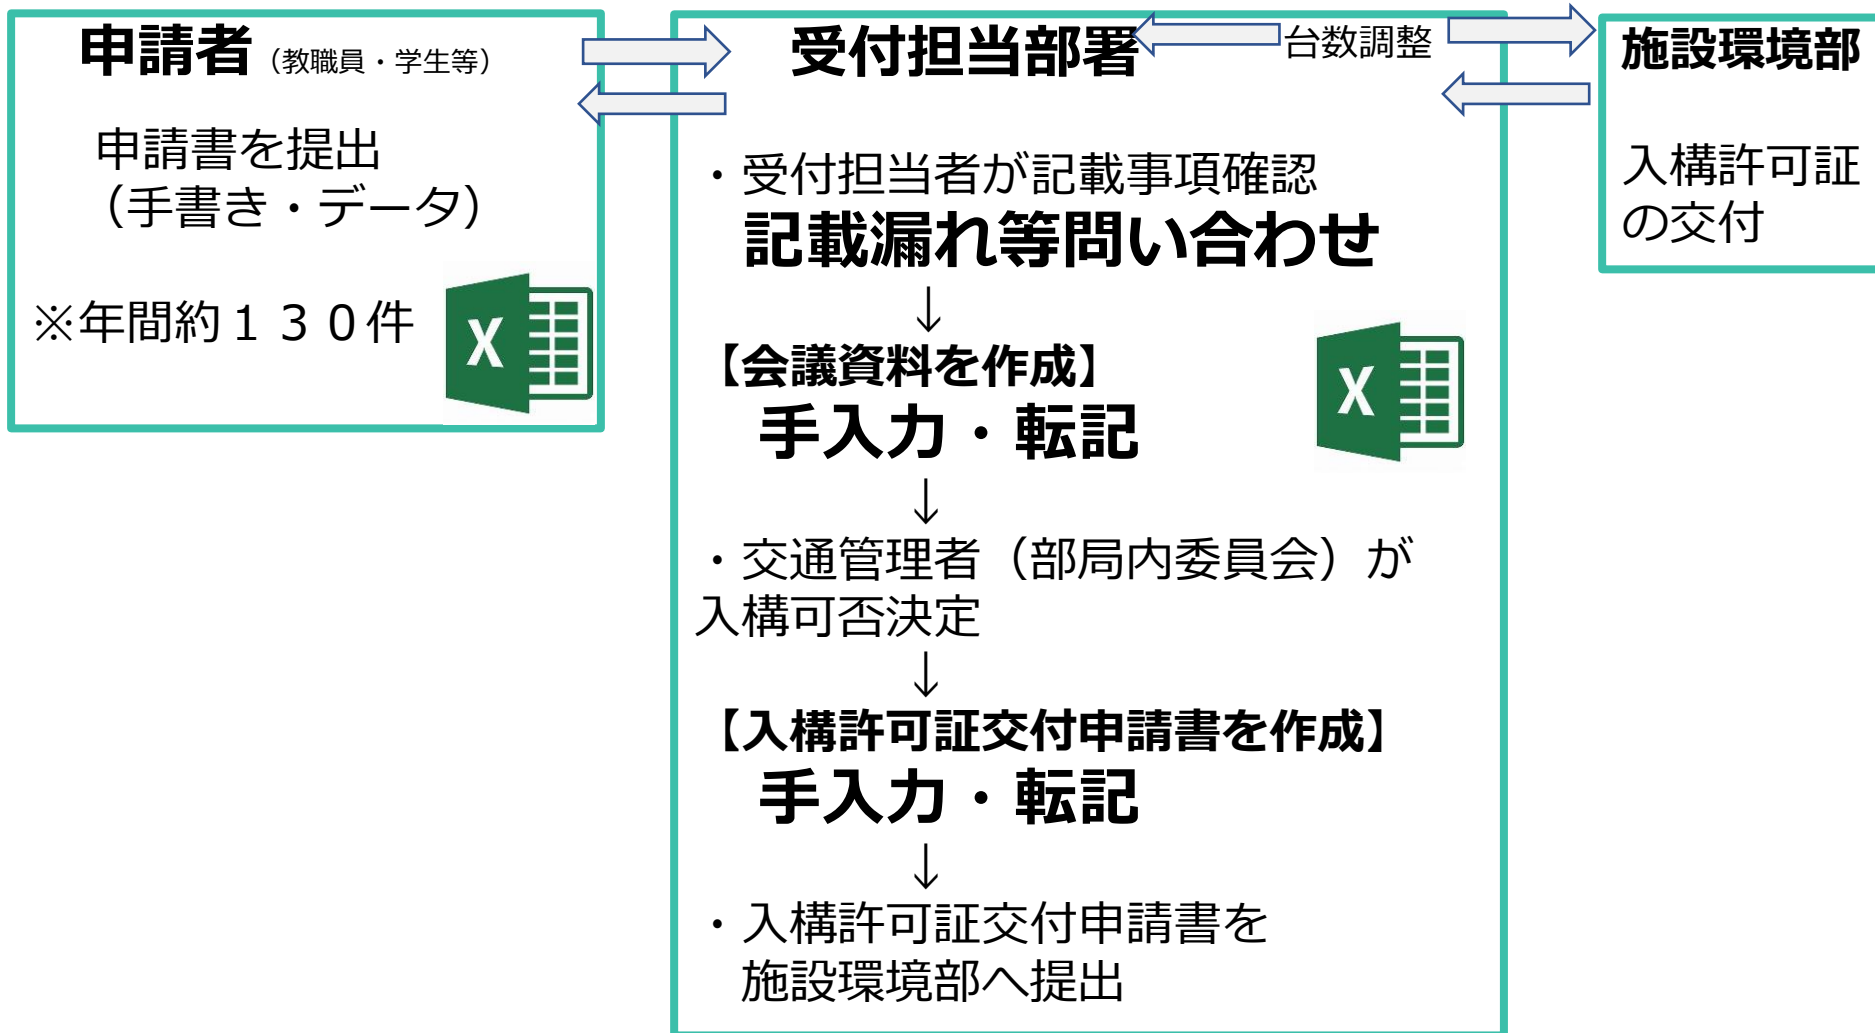 申請者（教職員・学生等）
申請書を提出
（手書き・データ）
※年間約１３０件
X
受付担当部署
台数調整
・受付担当者が記載事項確認
記載漏れ等問い合わせ
↓
【会議資料を作成】
手入力・転記
X
↓
・交通管理者（部局内委員会）が
入構可否決定
↓
【入構許可証交付申請書を作成】
手入力・転記
↓
・入構許可証交付申請書を
施設環境部へ提出
施設環境部
入構許可証
の交付